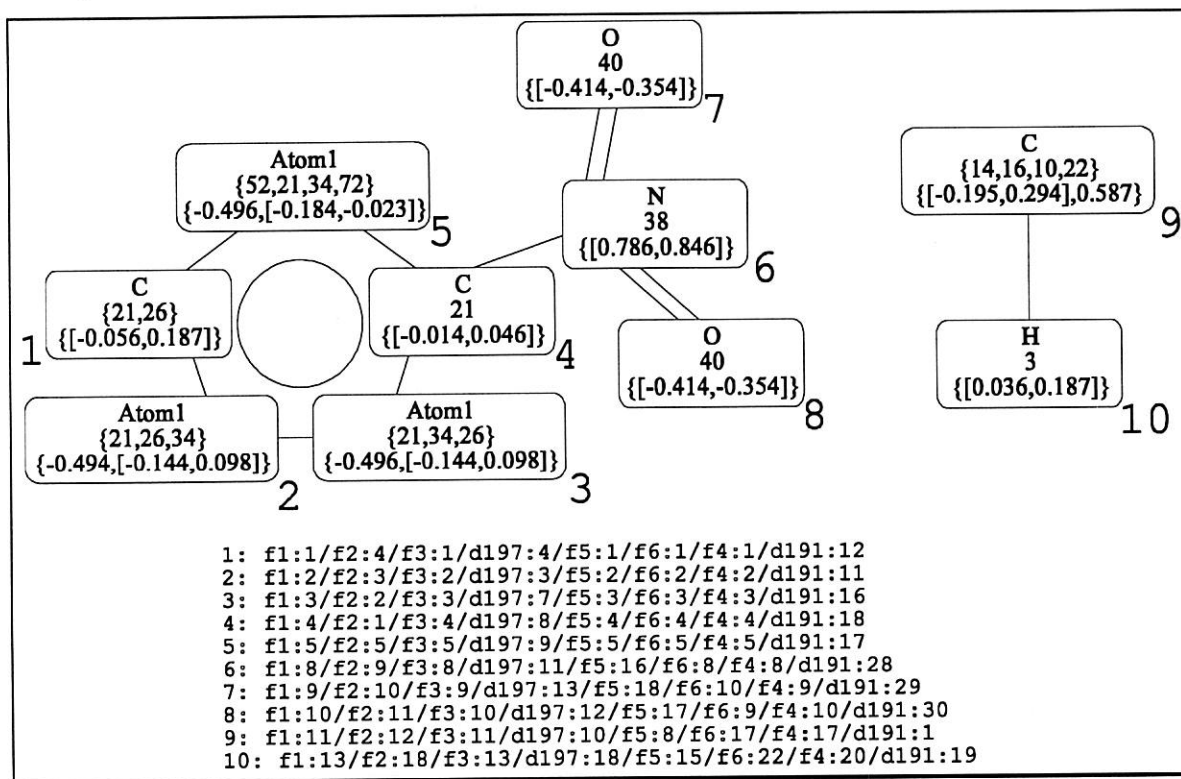 O
40
{[-0.414,-0.354]}
7
Atom1
{52,21,34,72}
{-0.496,[-0.184,-0.023]}
5
N
38
{[0.786,0.846]}
6
C
{14,16,10,22}
{[-0.195,0.294],0.587}
9
C
{21,26}
{[-0.056,0.187]}
1
C
21
{[-0.014,0.046]}
4
O
40
{[-0.414,-0.354]}
8
H
3
{[0.036,0.187]}
10
Atom1
{21,26,34}
{-0.494,[-0.144,0.098]}
2
Atom1
{21,34,26}
{-0.496,[-0.144,0.098]}
3
1: f1:1/f2:4/f3:1/d197:4/f5:1/f6:1/f4:1/d191:12
2: f1:2/f2:3/f3:2/d197:3/f5:2/f6:2/f4:2/d191:11
3: f1:3/f2:2/f3:3/d197:7/f5:3/f6:3/f4:3/d191:16
4: f1:4/f2:1/f3:4/d197:8/f5:4/f6:4/f4:4/d191:18
5: f1:5/f2:5/f3:5/d197:9/f5:5/f6:5/f4:5/d191:17
6: f1:8/f2:9/f3:8/d197:11/f5:16/f6:8/f4:8/d191:28
7: f1:9/f2:10/f3:9/d197:13/f5:18/f6:10/f4:9/d191:29
8: f1:10/f2:11/f3:10/d197:12/f5:17/f6:9/f4:10/d191:30
9: f1:11/f2:12/f3:11/d197:10/f5:8/f6:17/f4:17/d191:1
10: f1:13/f2:18/f3:13/d197:18/f5:15/f6:22/f4:20/d191:19